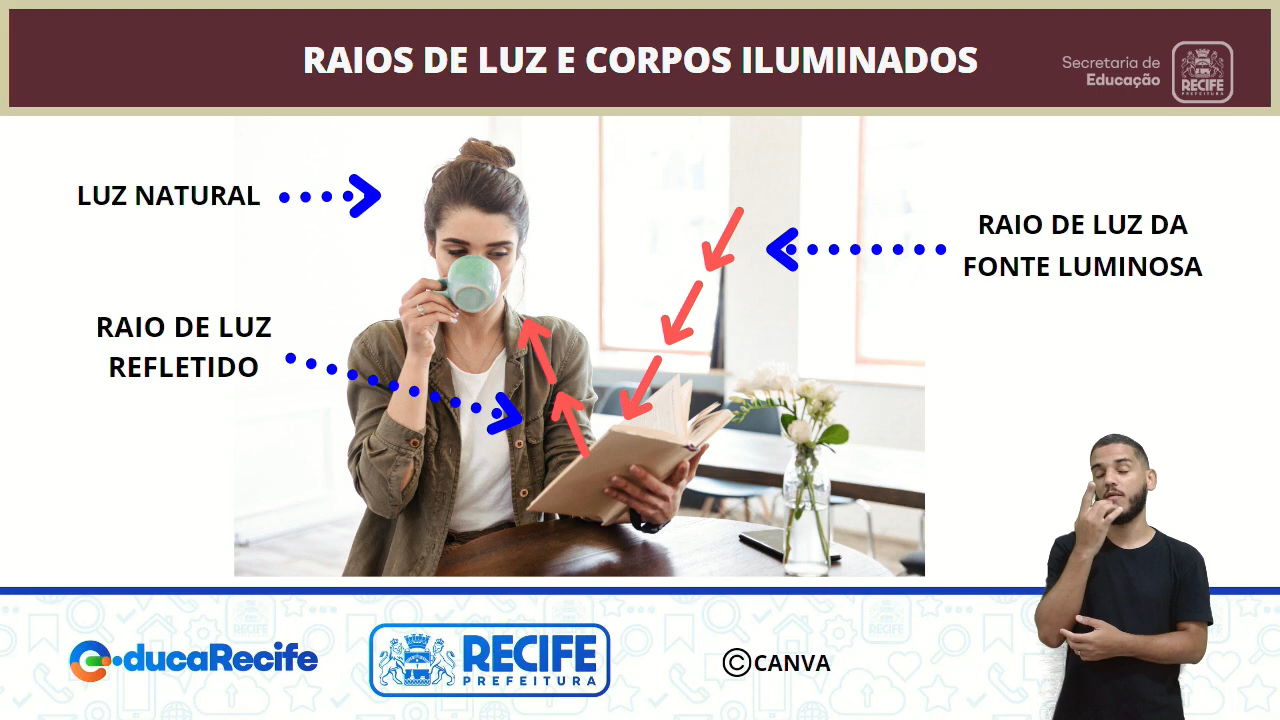 RAIOS DE LUZ E CORPOS ILUMINADOS
Secretaria de
Educação
RECIFE
PREFEITURA
LUZ NATURAL
RAIO DE LUZ DA
FONTE LUMINOSA
RAIO DE LUZ
REFLETIDO
educaRecife
RECIFE
PREFEITURA
©CANVA